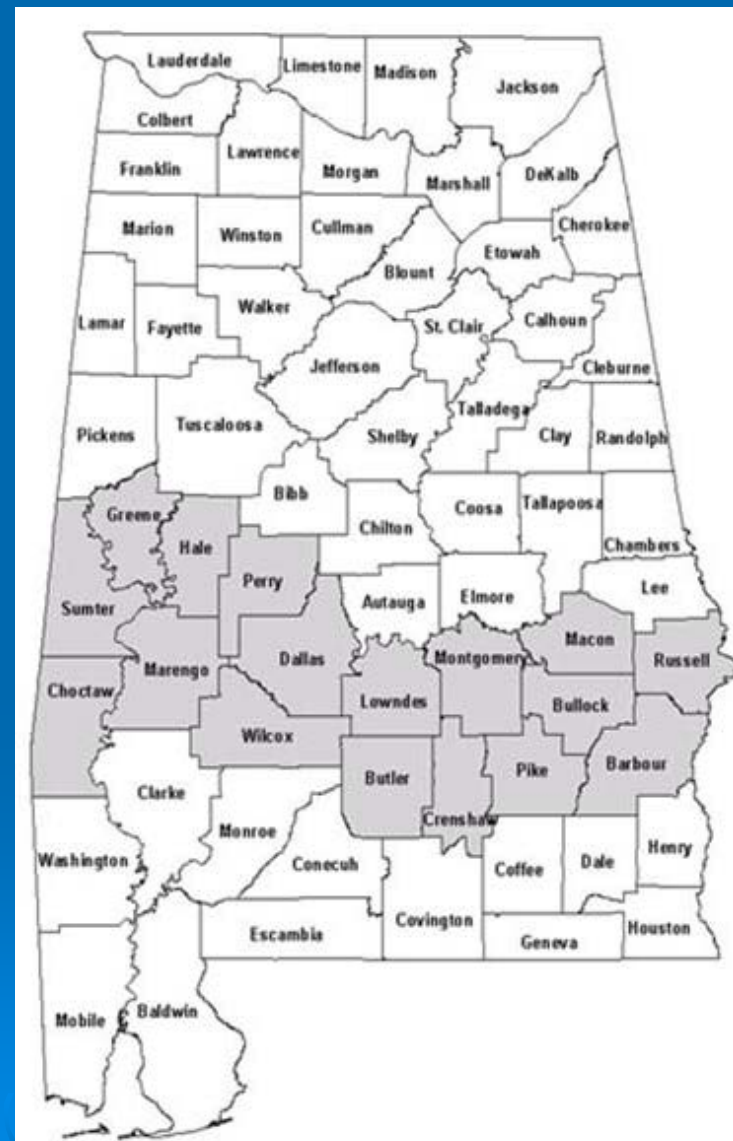 Lauderdale
Limestone
Madison
Jackson
Colbert
Lawrence
Franklin
Morgan
Marshall
DeKalb
Cherokee
Marion
Winston
Cullman
Etowah
Blount
Walker
Lamar
Fayette
St. Clair
Calhoun
Jefferson
Cleburne
Talladega
Pickens
Tuscaloosa
Shelby
Clay
Randolph
Bibb
Greene
Coosa
Tallapoosa
Chilton
Hale
Chambers
Perry
Lee
Sumter
Autauga
Elmore
Macon
Dallas
Montgomery
Russell
Marengo
Choctaw
Lowndes
Bullock
Wilcox
Pike
Barbour
Butler
Clarke
Crenshaw
Monroe
Washington
Conecuh
Coffee
Dale
Henry
Covington
Escambia
Geneva
Houston
Baldwin
Mobile